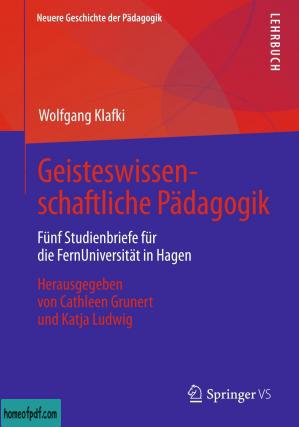 Neuere Geschichte der Pädagogik
LEHRBUCH
Wolfgang Klafki
Geisteswissen-
schaftliche Pädagogik
Fünf Studienbriefe für
die FernUniversität in Hagen
Herausgegeben
von Cathleen Grunert
und Katja Ludwig
Springer VS
homeofpdf.com